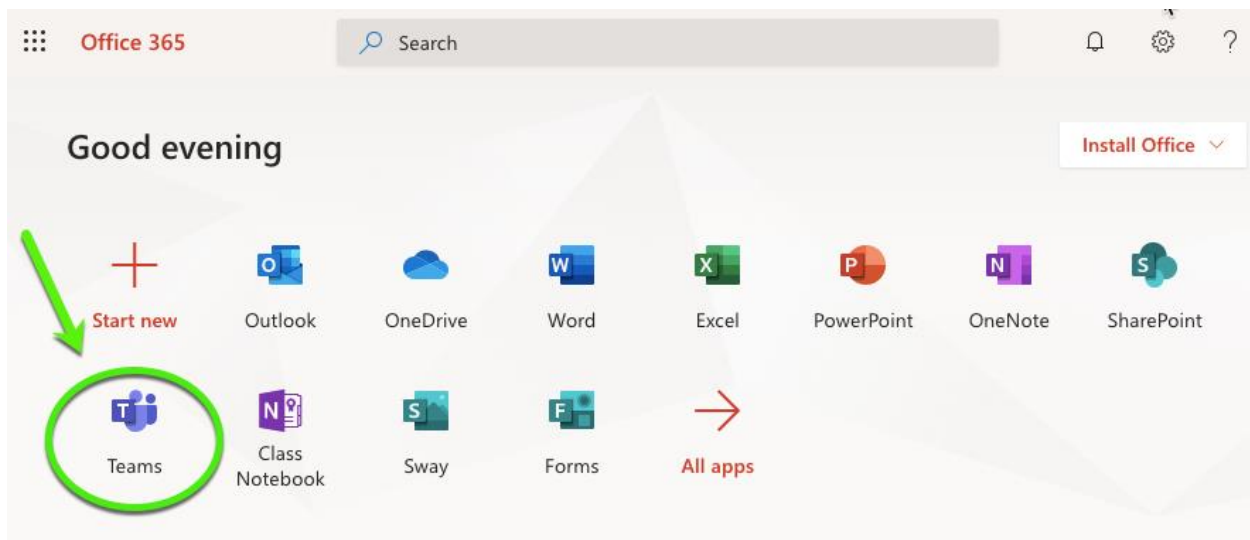 Office 365
Search
?
Good evening
Install Office
Start new
Outlook
OneDrive
Word
Excel
PowerPoint
OneNote
SharePoint
Teams
Class
Notebook
Sway
Forms
All apps